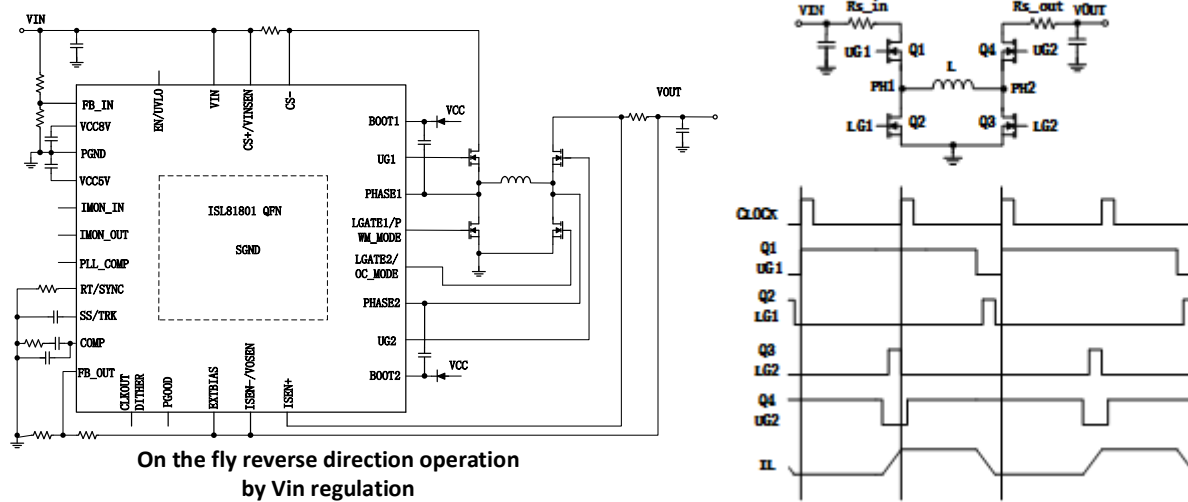 VIN
FB_IN
VCC8V
PGND
VCC5V
IMON_IN
IMON_OUT
PLL_COMP
RT/SYNC
SS/TRK
COMP
FB_OUT
EN/UVLO
VIN
CS+/VINSEN
CS-
ISL81801 QFN
SGND
BOOT1
UG1
PHASE1
LGATE1/P
WM_MODE
LGATE2/
OC_MODE
PHASE2
UG2
BOOT2
VCC
VCC
VOUT
CLKOUT
DITHER
PGOOD
EXTBIAS
ISEN-/VOSEN
ISEN+
On the fly reverse direction operation
by Vin regulation
VIN
Rs_in
Rs_out
VOUT
UG1
Q1
Q4
UG2
L
PH1
PH2
LG1
Q2
Q3
LG2
CLOCK
Q1
UG1
Q2
LG1
Q3
LG2
Q4
UG2
IL